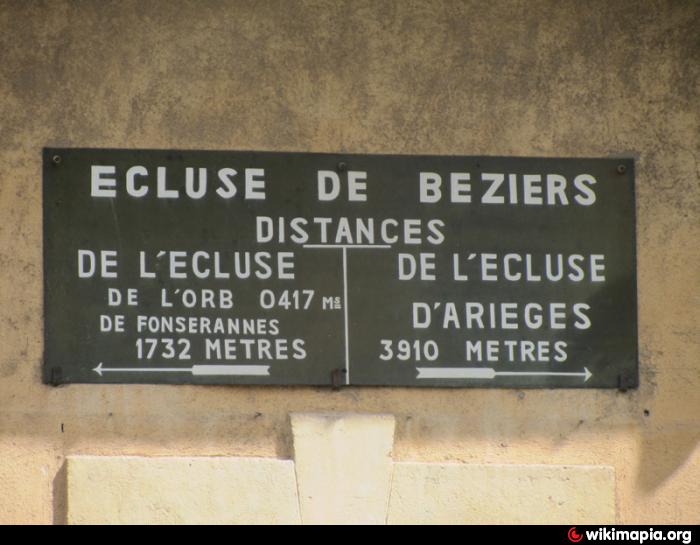 ECLUSE DE BEZIERS
DISTANCES
DE L'ECLUSE
DE L'ORB 0417 Ms
DE FONSERANNES
1732 METRES
DE L'ECLUSE
D'ARIEGES
3910 METRES
wikimapia.org